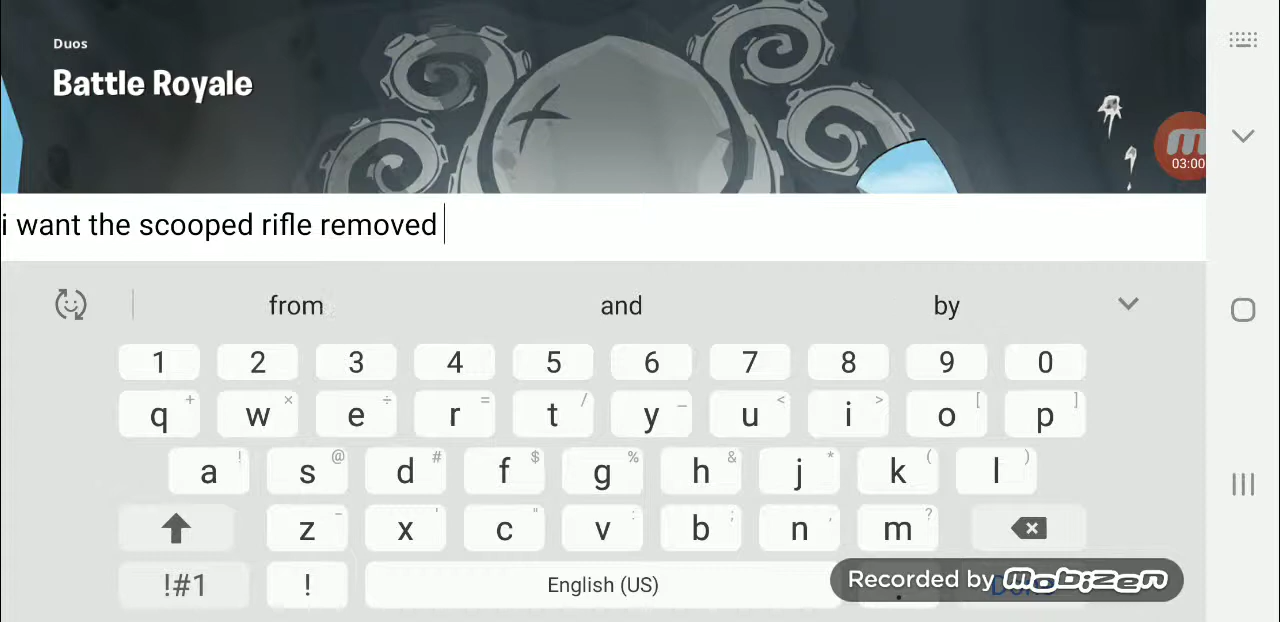 Duos
Battle Royale
03:00
i want the scooped rifle removed
from and by
1 2 3 4 5 6 7 8 9 0
+ × ÷ = / _ < > [ ]
q w e r t y u i o p
! @ # $ % & * ( )
a s d f g h j k l
- ' " : ; , ?
z x c v b n m
!#1 ! English (US) .
Recorded by mobizen